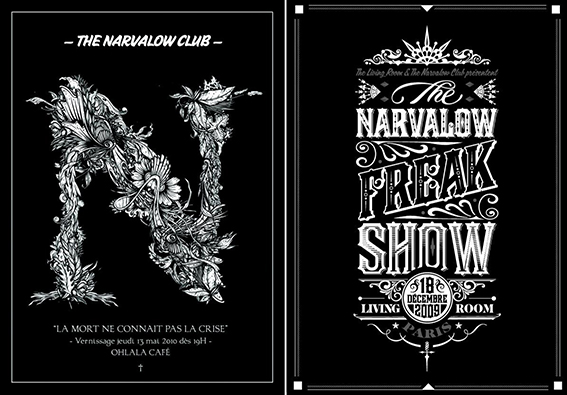 – THE NARVALOW CLUB –
N
"LA MORT NE CONNAIT PAS LA CRISE"
- Vernissage jeudi 13 mai 2010 dès 19H -
OHLALA CAFÉ
The Living Room & The Narvalow Club présentent
The
NARVALOW
FREAK
SHOW
18
DÉCEMBRE
2009
LIVING ROOM
PARIS